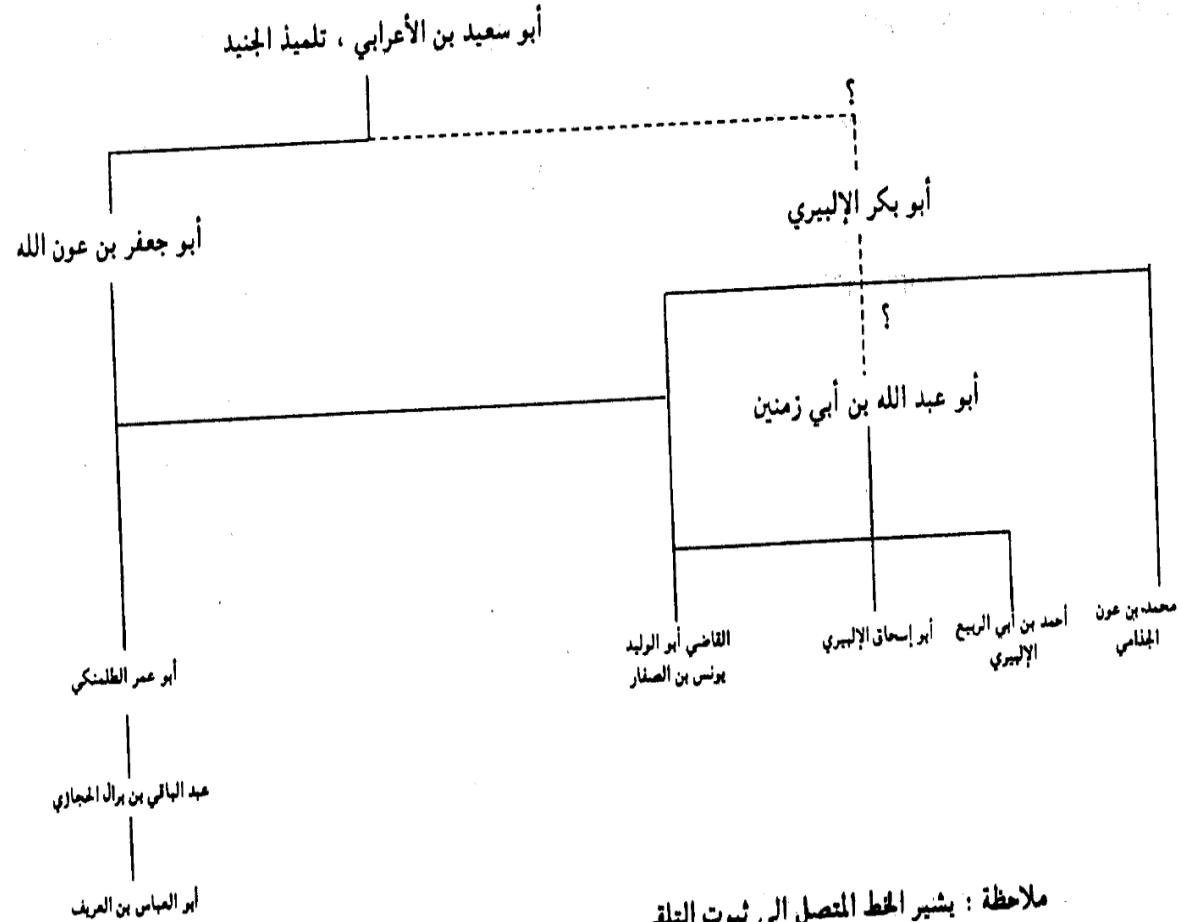 أبو سعيد بن الأعرابي ، تلميذ الجنيد
؟
أبو بكر الإلبيري
أبو جعفر بن عون الله
؟
أبو عبد الله بن أبي زمنين
محمد بن عون
الجذامي
أحمد بن أبي الربيع
الإلبيري
أبو إسحاق الإلبيري
القاضي أبو الوليد
يونس بن الصفار
أبو عمر الطلمنكي
عبد الباقي بن برال الحجازي
أبو العباس بن العريف
ملاحظة : يشير الخط المتصل إلى ثبوت